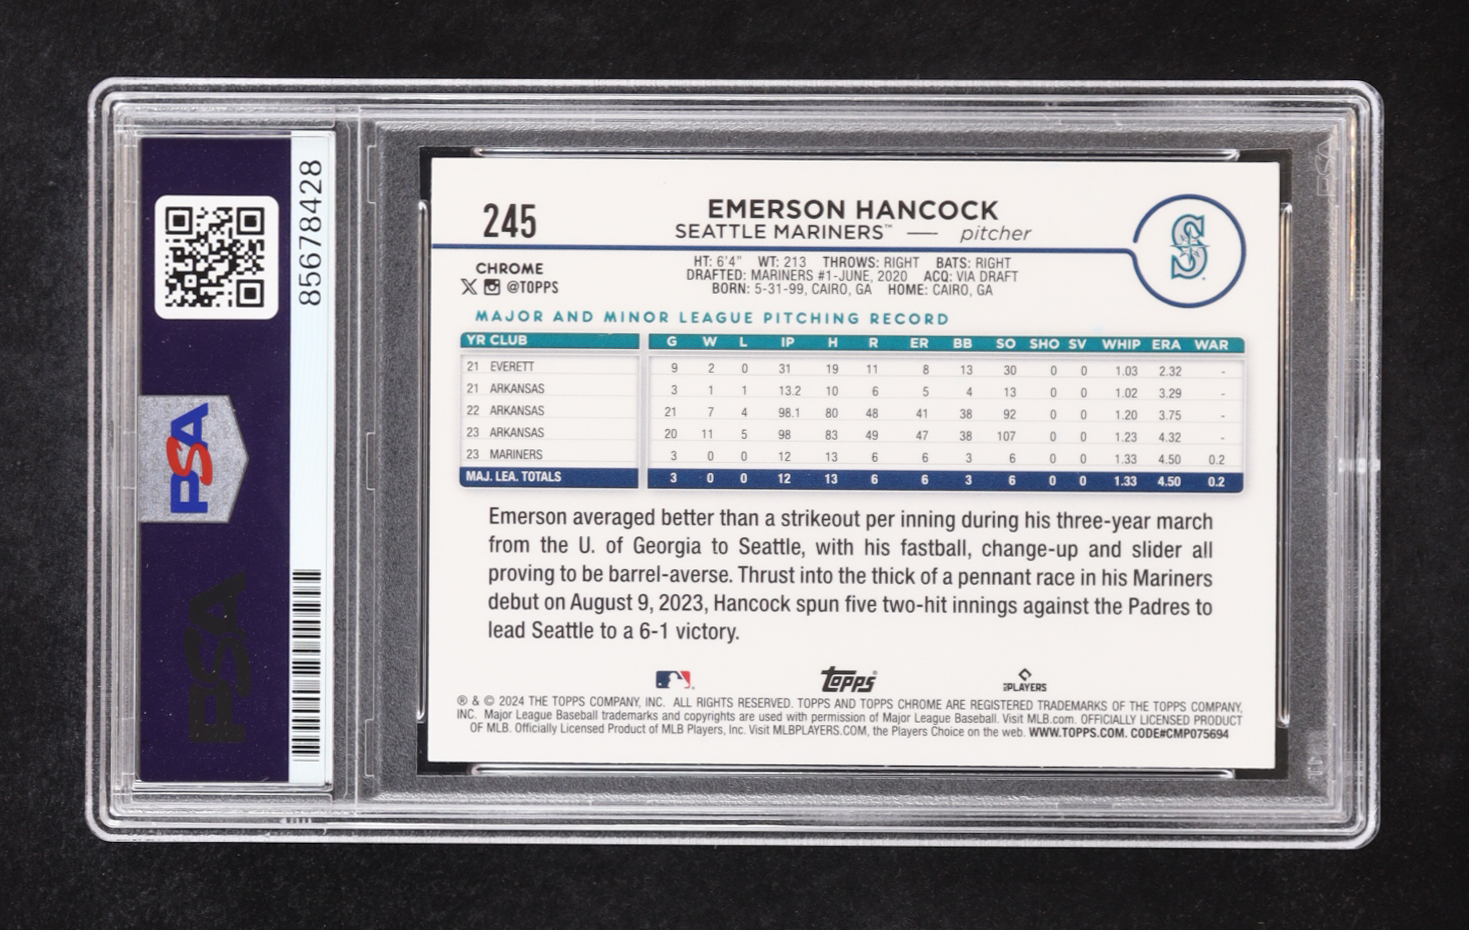 85678428
PSA
PSA
245
EMERSON HANCOCK
SEATTLE MARINERS™ — pitcher
S
CHROME
X @TOPPS
HT: 6'4" WT: 213 THROWS: RIGHT BATS: RIGHT
DRAFTED: MARINERS #1-JUNE, 2020 ACQ: VIA DRAFT
BORN: 5-31-99, CAIRO, GA HOME: CAIRO, GA
MAJOR AND MINOR LEAGUE PITCHING RECORD
YR CLUB G W L IP H R ER BB SO SHO SV WHIP ERA WAR
21 EVERETT 9 2 0 31 19 11 8 13 30 0 0 1.03 2.32 -
21 ARKANSAS 3 1 1 13.2 10 6 5 4 13 0 0 1.02 3.29 -
22 ARKANSAS 21 7 4 98.1 80 48 41 38 92 0 0 1.20 3.75 -
23 ARKANSAS 20 11 5 98 83 49 47 38 107 0 0 1.23 4.32 -
23 MARINERS 3 0 0 12 13 6 6 3 6 0 0 1.33 4.50 0.2
MAJ. LEA. TOTALS 3 0 0 12 13 6 6 3 6 0 0 1.33 4.50 0.2
Emerson averaged better than a strikeout per inning during his three-year march
from the U. of Georgia to Seattle, with his fastball, change-up and slider all
proving to be barrel-averse. Thrust into the thick of a pennant race in his Mariners
debut on August 9, 2023, Hancock spun five two-hit innings against the Padres to
lead Seattle to a 6-1 victory.
Topps®
PLAYERS
® & © 2024 THE TOPPS COMPANY, INC. ALL RIGHTS RESERVED. TOPPS AND TOPPS CHROME ARE REGISTERED TRADEMARKS OF THE TOPPS COMPANY,
INC. Major League Baseball trademarks and copyrights are used with permission of Major League Baseball. Visit MLB.com. OFFICIALLY LICENSED PRODUCT
OF MLB. Officially Licensed Product of MLB Players, Inc. Visit MLBPLAYERS.COM, the Players Choice on the web. WWW.TOPPS.COM. CODE#CMP075694